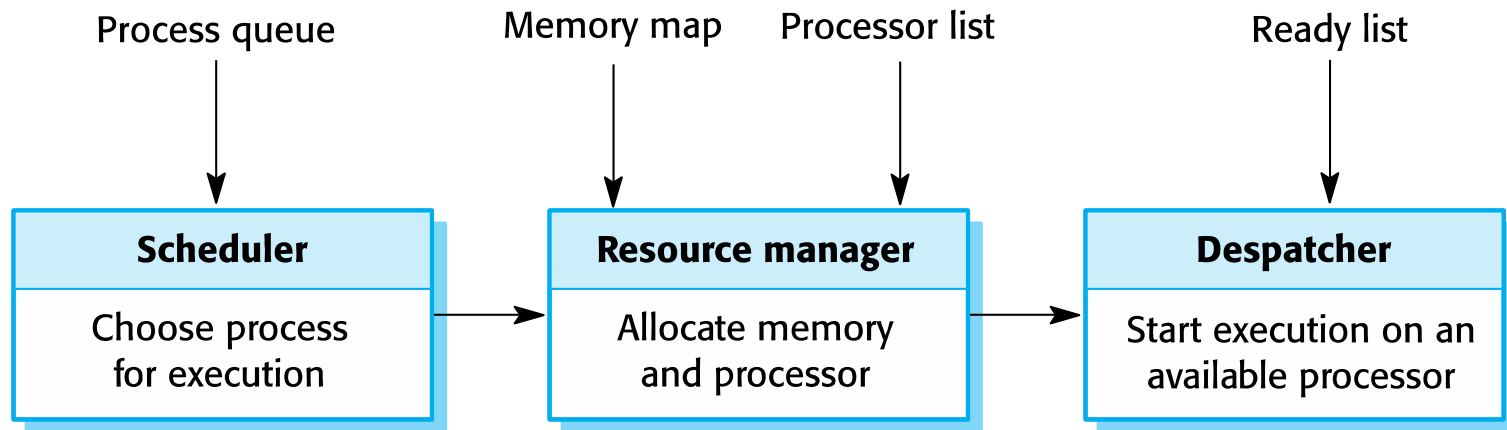 Process queue
Memory map
Processor list
Ready list
Scheduler
Choose process
for execution
Resource manager
Allocate memory
and processor
Despatcher
Start execution on an
available processor